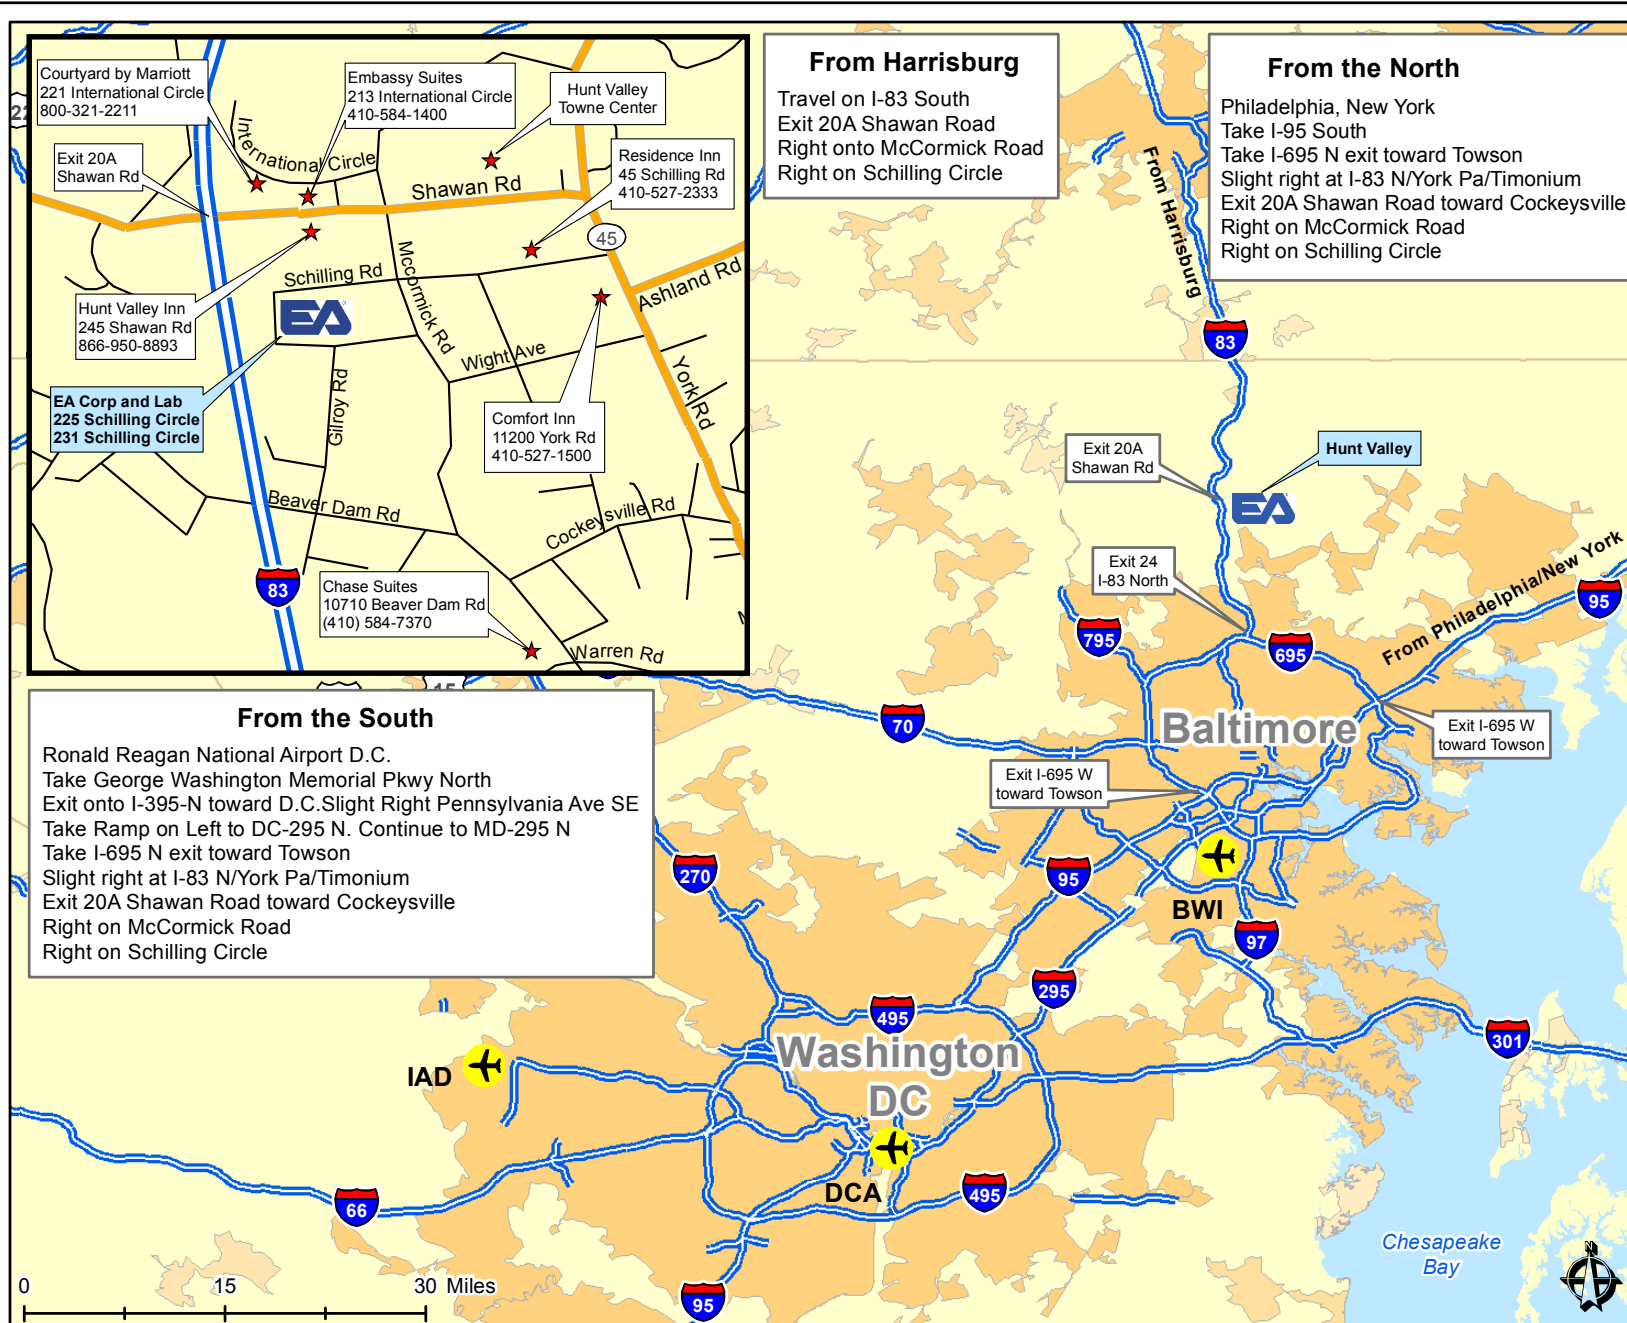 Courtyard by Marriott
221 International Circle
800-321-2211
Embassy Suites
213 International Circle
410-584-1400
Hunt Valley
Towne Center
Exit 20A
Shawan Rd
International Circle
Residence Inn
45 Schilling Rd
410-527-2333
Shawan Rd
45
Mccormick Rd
Schilling Rd
Ashland Rd
EA
Hunt Valley Inn
245 Shawan Rd
866-950-8893
Wight Ave
York Rd
Gilroy Rd
EA Corp and Lab
225 Schilling Circle
231 Schilling Circle
Comfort Inn
11200 York Rd
410-527-1500
Beaver Dam Rd
Cockeysville Rd
83
Chase Suites
10710 Beaver Dam Rd
(410) 584-7370
Warren Rd
From Harrisburg
Travel on I-83 South
Exit 20A Shawan Road
Right onto McCormick Road
Right on Schilling Circle
From the North
Philadelphia, New York
Take I-95 South
Take I-695 N exit toward Towson
Slight right at I-83 N/York Pa/Timonium
Exit 20A Shawan Road toward Cockeysville
Right on McCormick Road
Right on Schilling Circle
From Harrisburg
83
Exit 20A
Shawan Rd
Hunt Valley
EA
Exit 24
I-83 North
From Philadelphia/New York
95
795
695
70
Baltimore
Exit I-695 W
toward Towson
Exit I-695 W
toward Towson
15
From the South
Ronald Reagan National Airport D.C.
Take George Washington Memorial Pkwy North
Exit onto I-395-N toward D.C.Slight Right Pennsylvania Ave SE
Take Ramp on Left to DC-295 N. Continue to MD-295 N
Take I-695 N exit toward Towson
Slight right at I-83 N/York Pa/Timonium
Exit 20A Shawan Road toward Cockeysville
Right on McCormick Road
Right on Schilling Circle
270
95
BWI
97
295
495
301
Washington
DC
IAD
DCA
495
66
95
Chesapeake
Bay
N
0 15 30 Miles